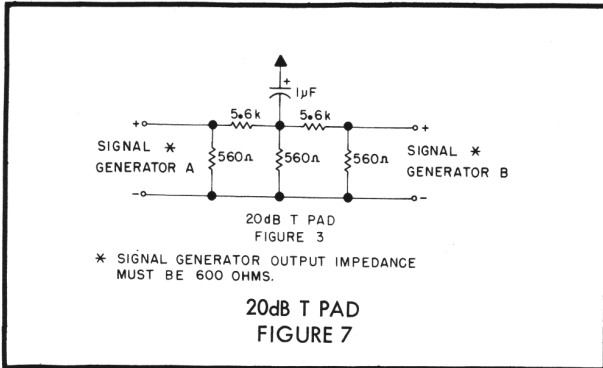 +
1µF
5.6k 5.6k
+ +
SIGNAL * 560Ω 560Ω 560Ω SIGNAL *
GENERATOR A GENERATOR B
- -
20dB T PAD
FIGURE 3
* SIGNAL GENERATOR OUTPUT IMPEDANCE
MUST BE 600 OHMS.
20dB T PAD
FIGURE 7